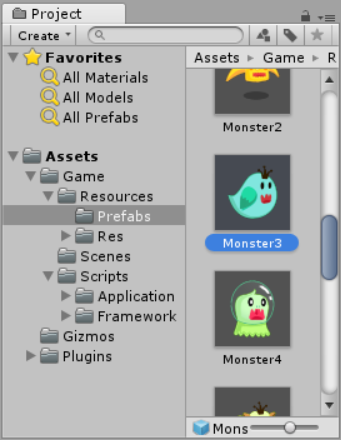 Project
Create
Favorites
All Materials
All Models
All Prefabs
Assets
Game
Resources
Prefabs
Res
Scenes
Scripts
Application
Framework
Gizmos
Plugins
Assets Game R
Monster2
Monster3
Monster4
Mons